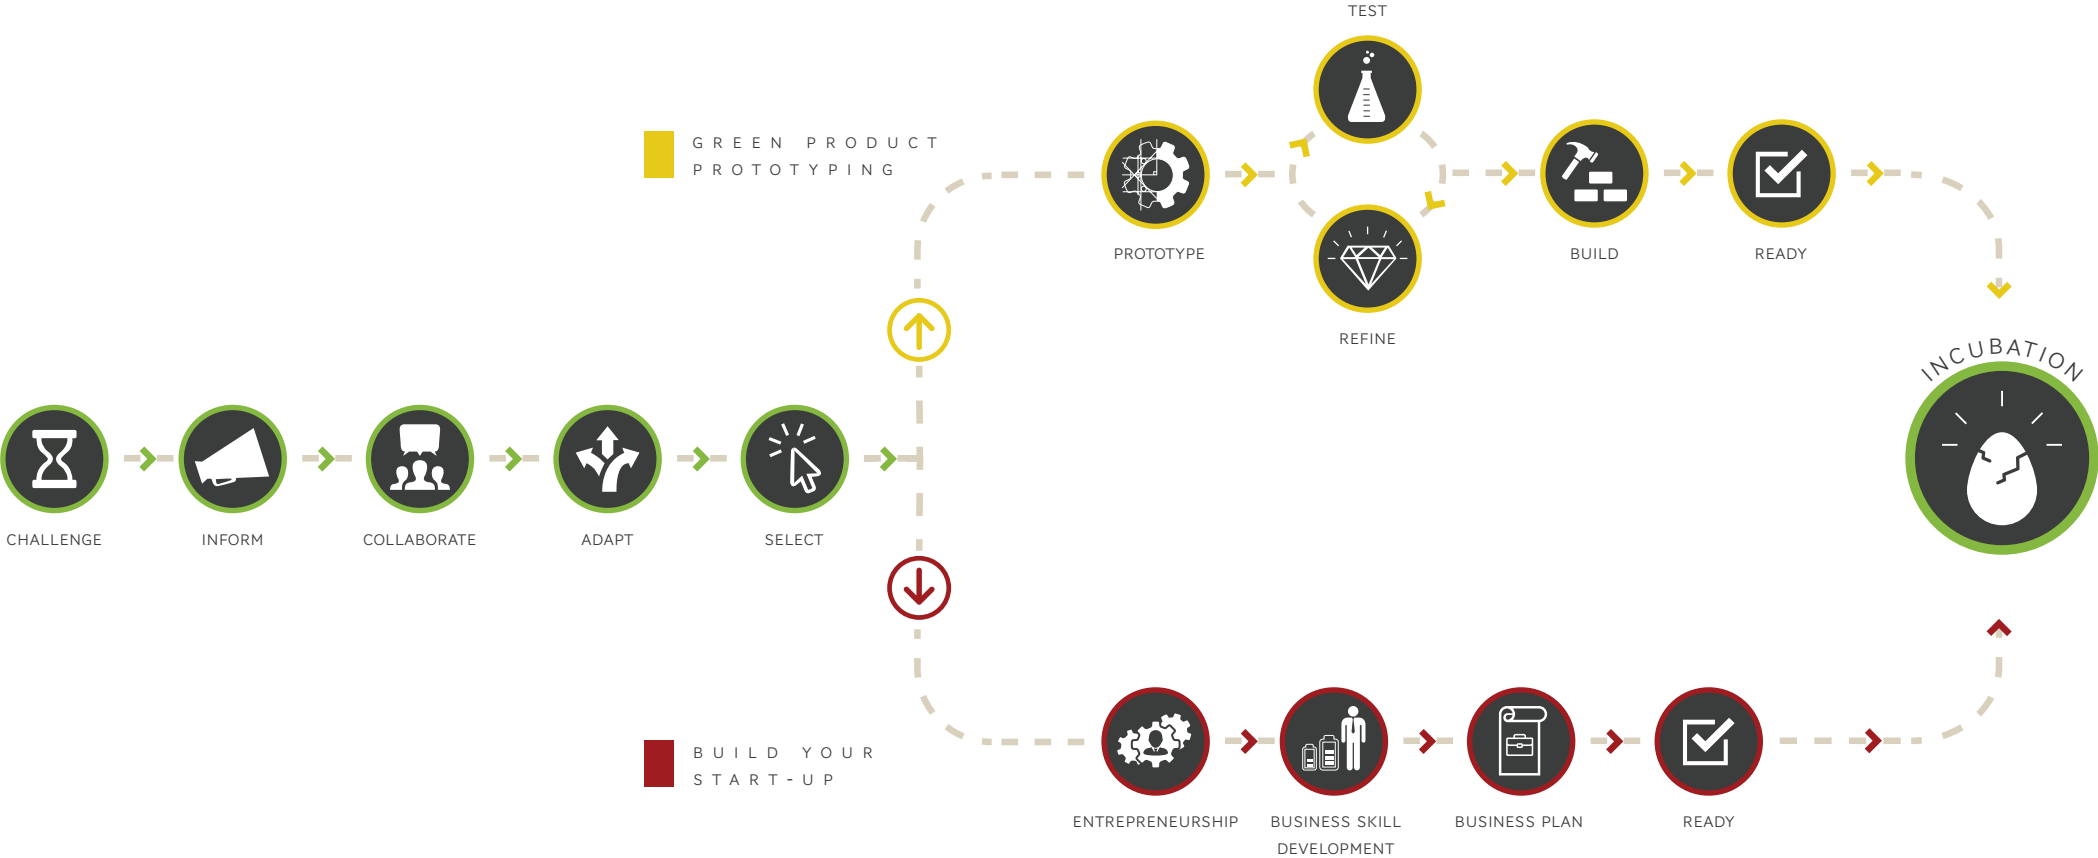 TEST
GREEN PRODUCT
PROTOTYPING
PROTOTYPE
BUILD
READY
REFINE
INCUBATION
CHALLENGE
INFORM
COLLABORATE
ADAPT
SELECT
BUILD YOUR
START-UP
ENTREPRENEURSHIP
BUSINESS SKILL
DEVELOPMENT
BUSINESS PLAN
READY